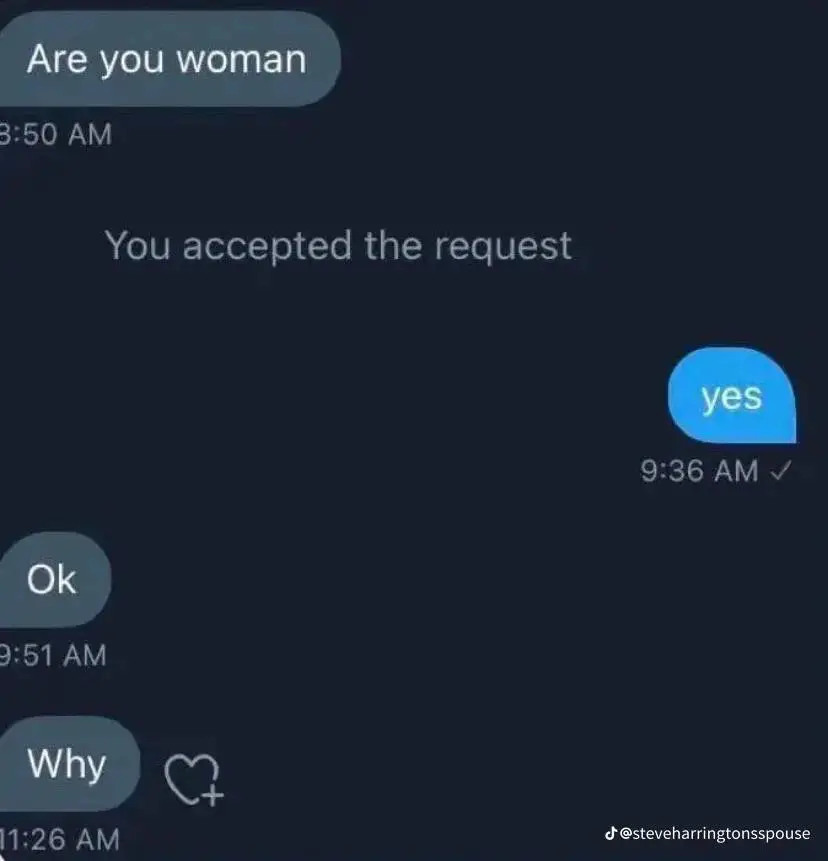 Are you woman
8:50 AM
You accepted the request
yes
9:36 AM ✓
Ok
9:51 AM
Why
11:26 AM
@steveharringtonsspouse